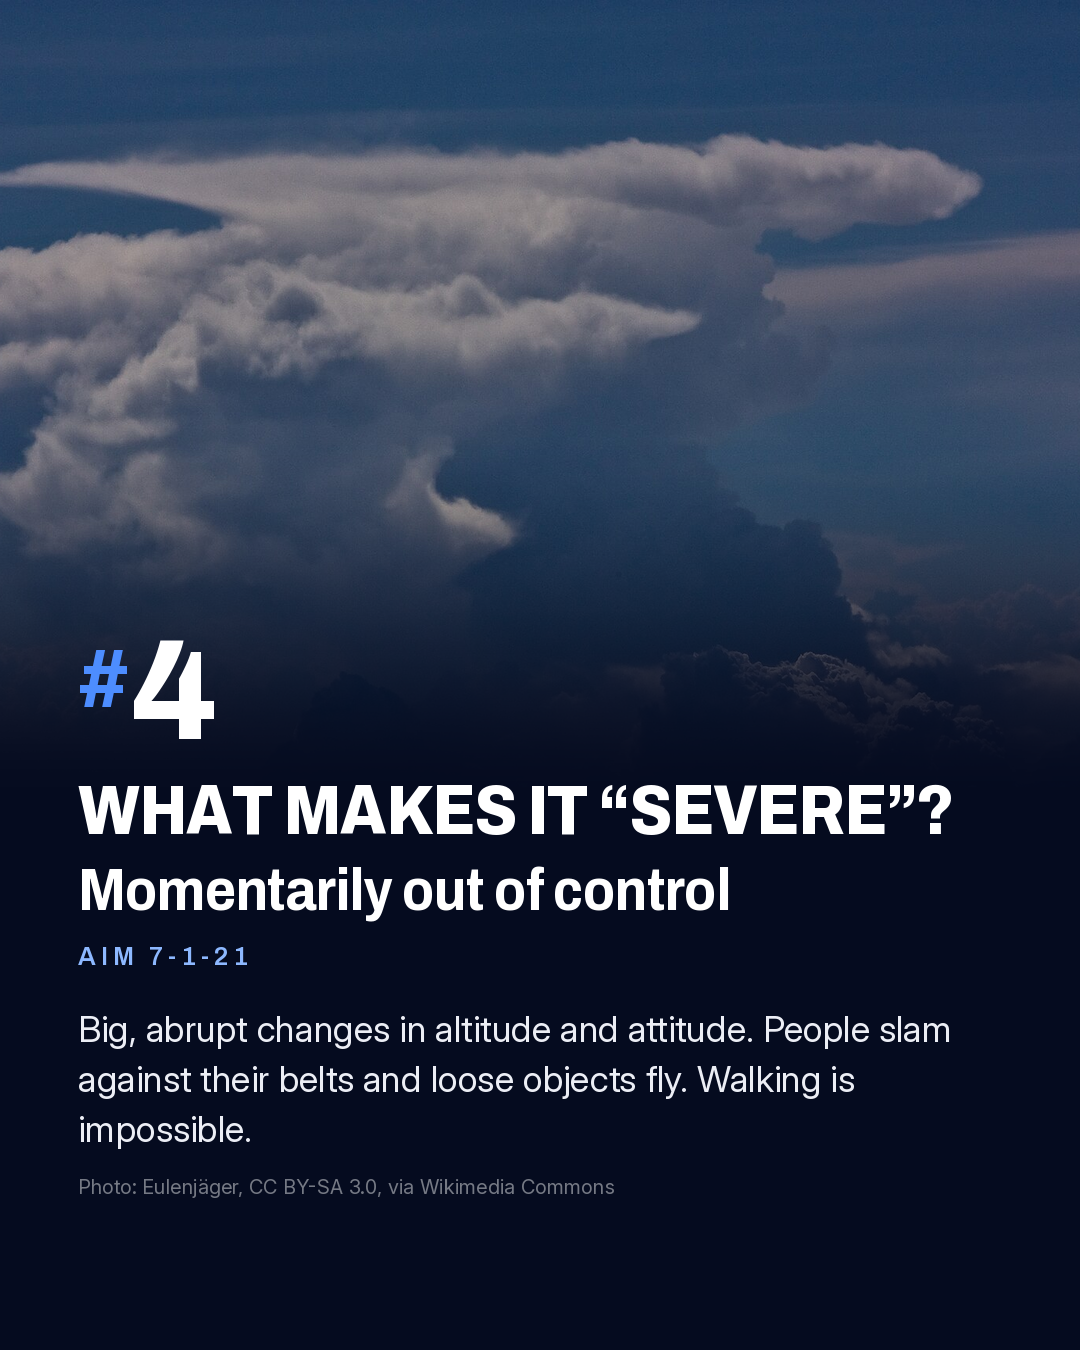 #4
WHAT MAKES IT “SEVERE”?
Momentarily out of control
AIM 7-1-21
Big, abrupt changes in altitude and attitude. People slam
against their belts and loose objects fly. Walking is
impossible.
Photo: Eulenjäger, CC BY-SA 3.0, via Wikimedia Commons